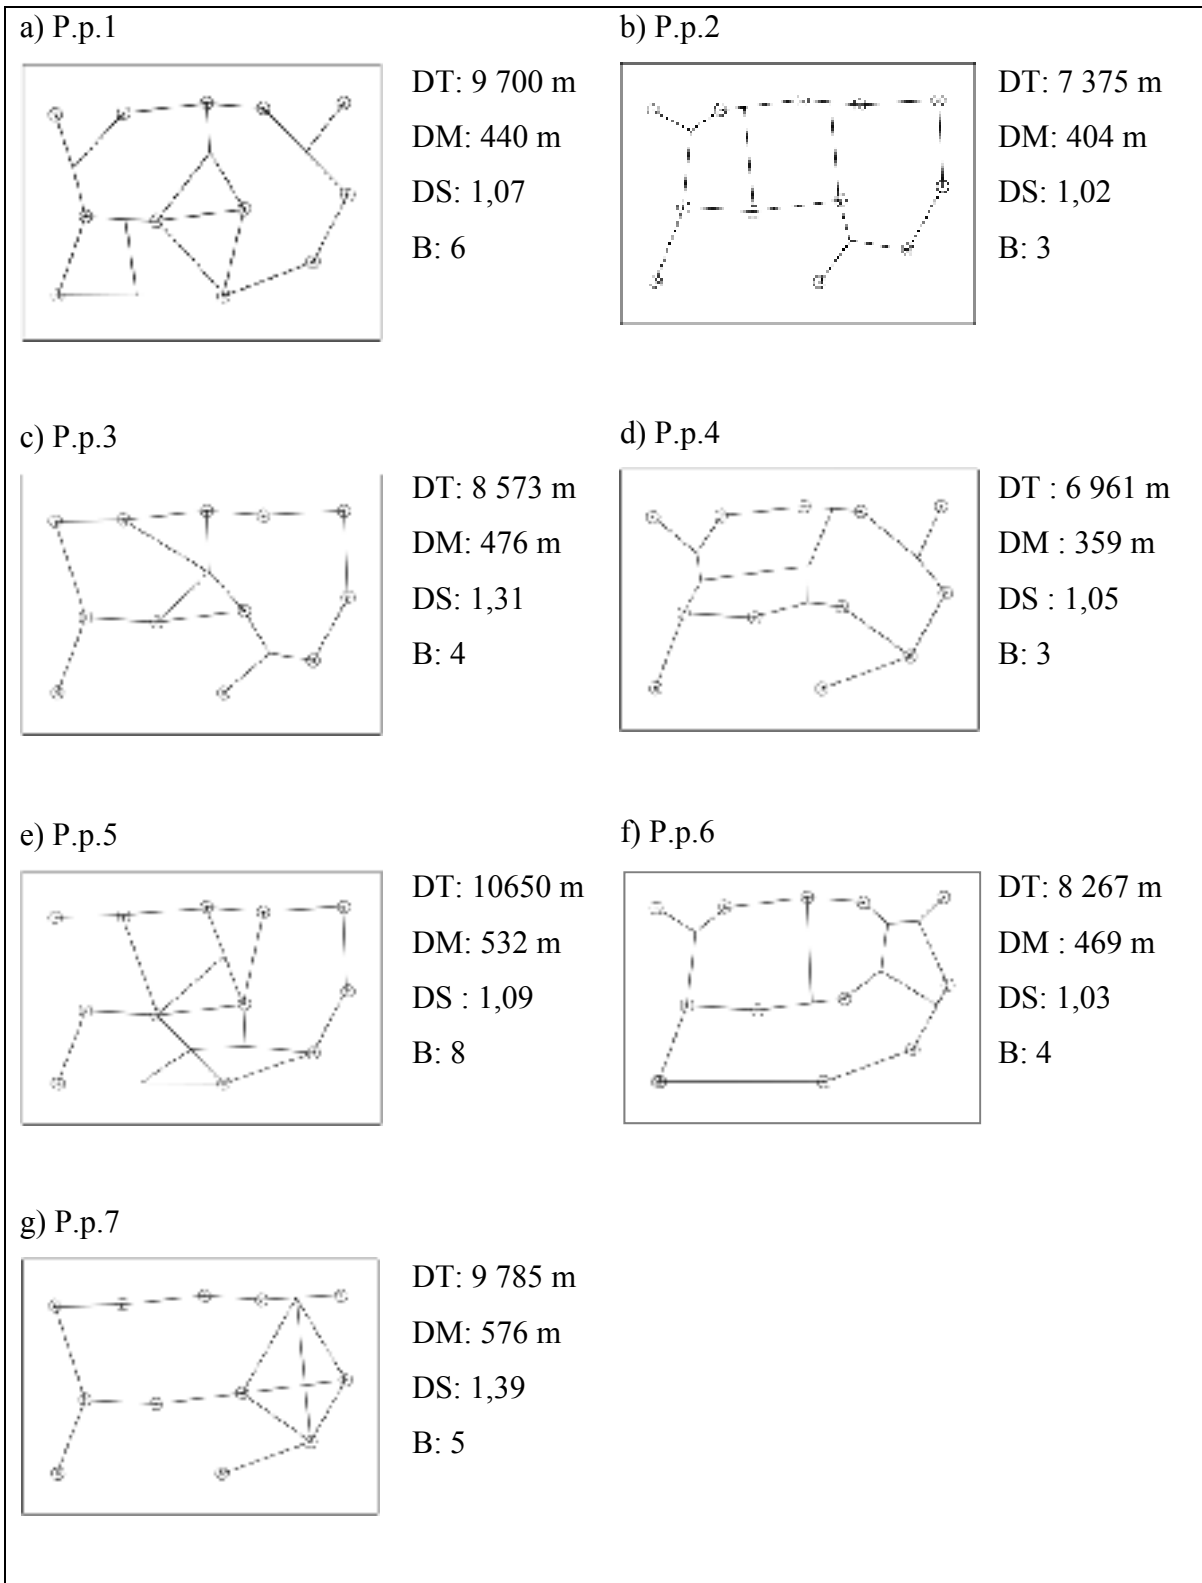 a) P.p.1
DT: 9 700 m
DM: 440 m
DS: 1,07
B: 6
b) P.p.2
DT: 7 375 m
DM: 404 m
DS: 1,02
B: 3
c) P.p.3
DT: 8 573 m
DM: 476 m
DS: 1,31
B: 4
d) P.p.4
DT : 6 961 m
DM : 359 m
DS : 1,05
B: 3
e) P.p.5
DT: 10650 m
DM: 532 m
DS : 1,09
B: 8
f) P.p.6
DT: 8 267 m
DM : 469 m
DS: 1,03
B: 4
g) P.p.7
DT: 9 785 m
DM: 576 m
DS: 1,39
B: 5